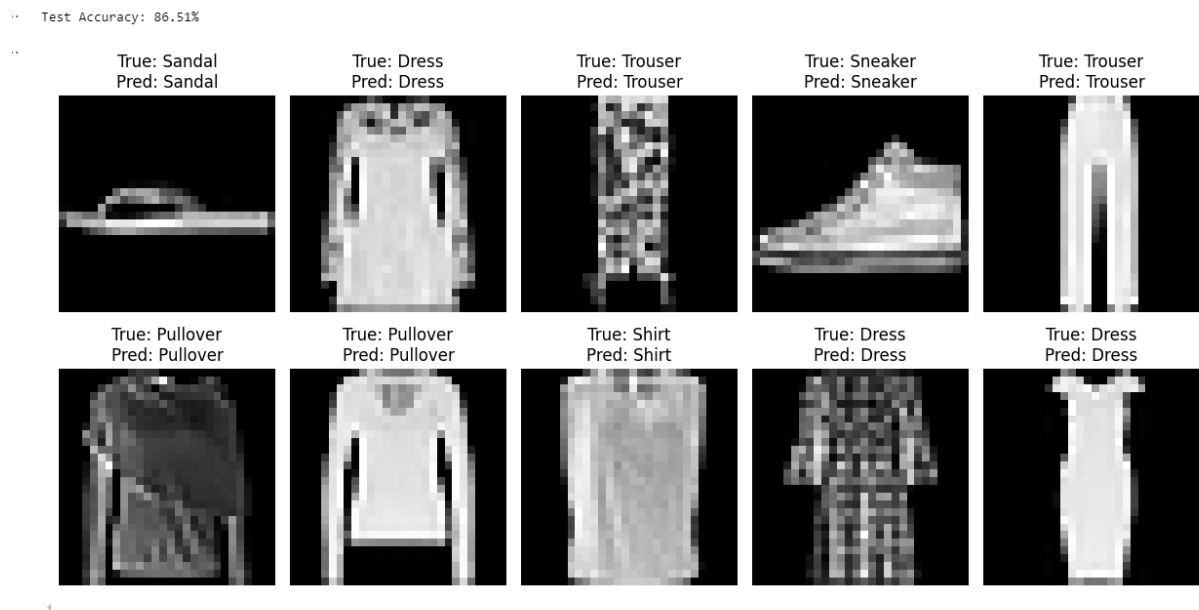 Test Accuracy: 86.51%
True: Sandal
Pred: Sandal
True: Dress
Pred: Dress
True: Trouser
Pred: Trouser
True: Sneaker
Pred: Sneaker
True: Trouser
Pred: Trouser
True: Pullover
Pred: Pullover
True: Pullover
Pred: Pullover
True: Shirt
Pred: Shirt
True: Dress
Pred: Dress
True: Dress
Pred: Dress